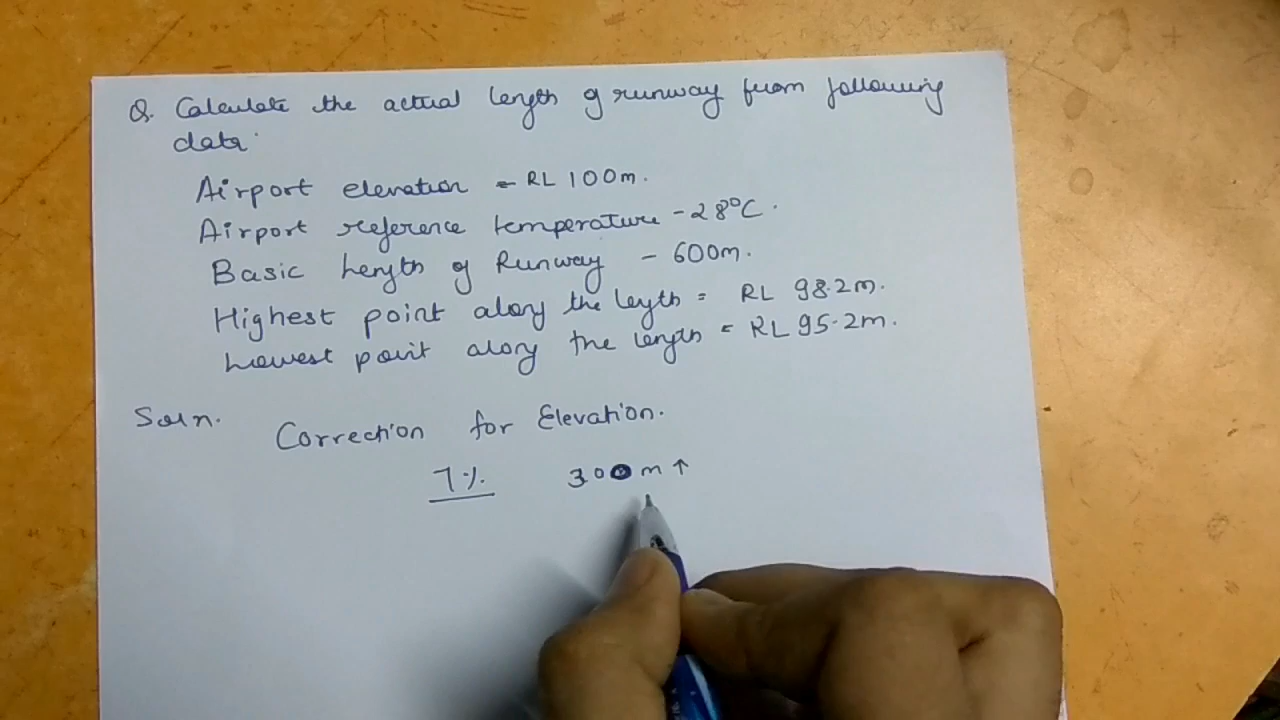 Q. Calculate the actual length of runway from following
data.
Airport elevation = RL 100m.
Airport reference temperature - 28°C.
Basic Length of Runway - 600m.
Highest point along the length = RL 98.2m.
Lowest point along the length = RL 95.2m.
Soln. Correction for Elevation.
7% 300m ↑